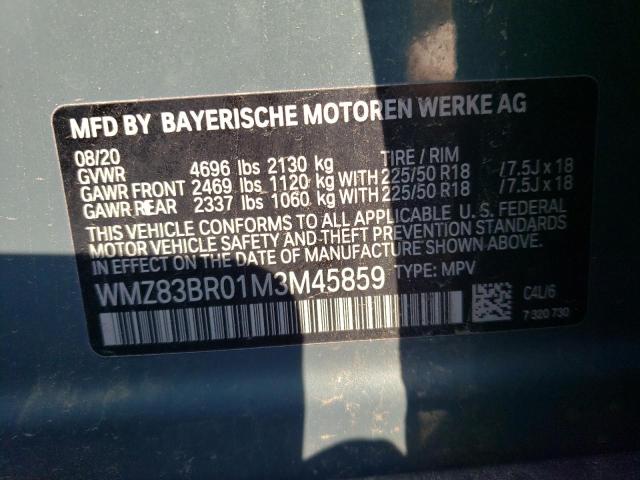 MFD BY BAYERISCHE MOTOREN WERKE AG
08/20 TIRE / RIM
GVWR 4696 lbs 2130 kg
GAWR FRONT 2469 lbs 1120 kg WITH 225/50 R18 / 7.5J x 18
GAWR REAR 2337 lbs 1060 kg WITH 225/50 R18 / 7.5J x 18
THIS VEHICLE CONFORMS TO ALL APPLICABLE U. S. FEDERAL
MOTOR VEHICLE SAFETY AND THEFT PREVENTION STANDARDS
IN EFFECT ON THE DATE OF MANUFACTURE SHOWN ABOVE.
WMZ83BR01M3M45859 TYPE: MPV
C4L/6
7 320 730